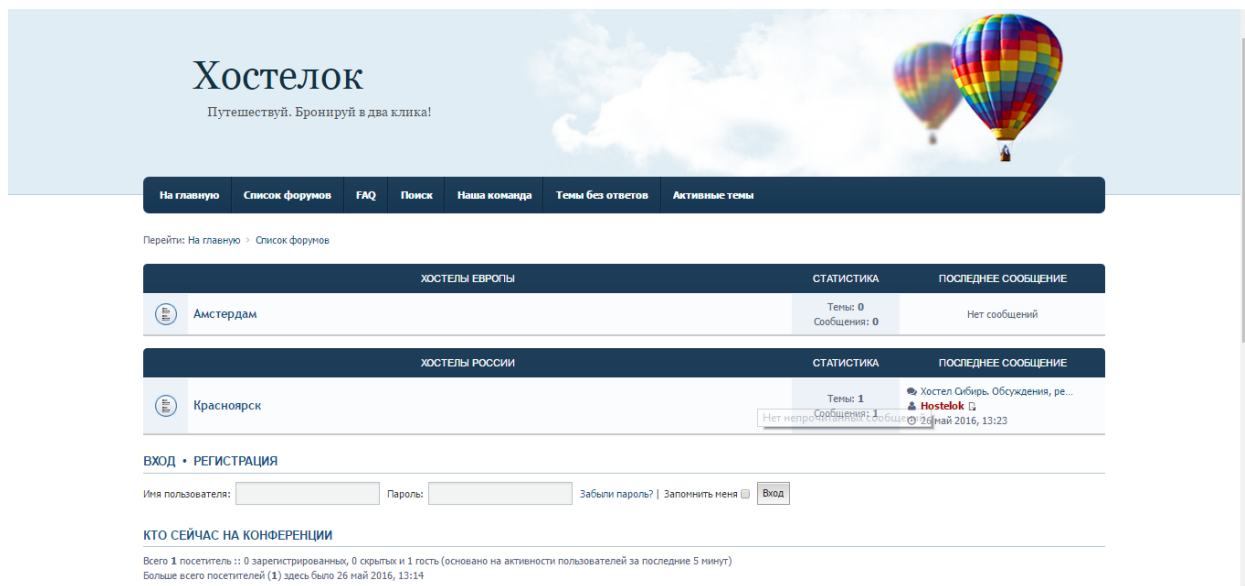 Хостелок
Путешествуй. Бронируй в два клика!
На главную Список форумов FAQ Поиск Наша команда Темы без ответов Активные темы
Перейти: На главную › Список форумов
ХОСТЕЛЫ ЕВРОПЫ СТАТИСТИКА ПОСЛЕДНЕЕ СООБЩЕНИЕ
Амстердам Темы: 0 Нет сообщений
Сообщения: 0
ХОСТЕЛЫ РОССИИ СТАТИСТИКА ПОСЛЕДНЕЕ СООБЩЕНИЕ
Хостел Сибирь. Обсуждения, ре...
Красноярск Темы: 1 Hostelok
Сообщения: 1 26 май 2016, 13:23
Нет непрочитанных сообщений
ВХОД • РЕГИСТРАЦИЯ
Имя пользователя: Пароль: Забыли пароль? | Запомнить меня Вход
КТО СЕЙЧАС НА КОНФЕРЕНЦИИ
Всего 1 посетитель :: 0 зарегистрированных, 0 скрытых и 1 гость (основано на активности пользователей за последние 5 минут)
Больше всего посетителей (1) здесь было 26 май 2016, 13:14